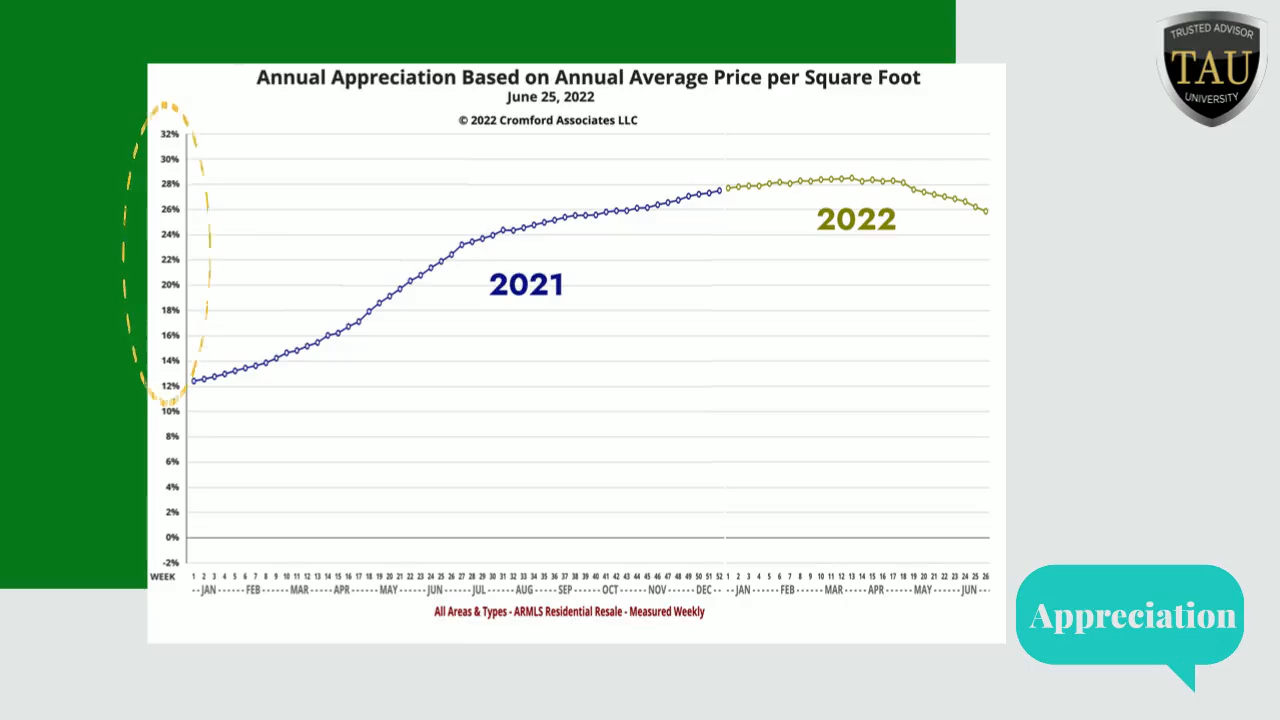 TRUSTED ADVISOR
TAU
UNIVERSITY
Annual Appreciation Based on Annual Average Price per Square Foot
June 25, 2022
© 2022 Cromford Associates LLC
32%
30%
28%
26%
24%
22%
20%
18%
16%
14%
12%
10%
8%
6%
4%
2%
0%
-2%
2021
2022
WEEK 1 2 3 4 5 6 7 8 9 10 11 12 13 14 15 16 17 18 19 20 21 22 23 24 25 26 27 28 29 30 31 32 33 34 35 36 37 38 39 40 41 42 43 44 45 46 47 48 49 50 51 52 1 2 3 4 5 6 7 8 9 10 11 12 13 14 15 16 17 18 19 20 21 22 23 24 25 26
--JAN-----FEB-----MAR-----APR-----MAY-----JUN-----JUL-----AUG-----SEP-----OCT-----NOV-----DEC-----JAN-----FEB-----MAR-----APR-----MAY-----JUN--
All Areas & Types - ARMLS Residential Resale - Measured Weekly
Appreciation